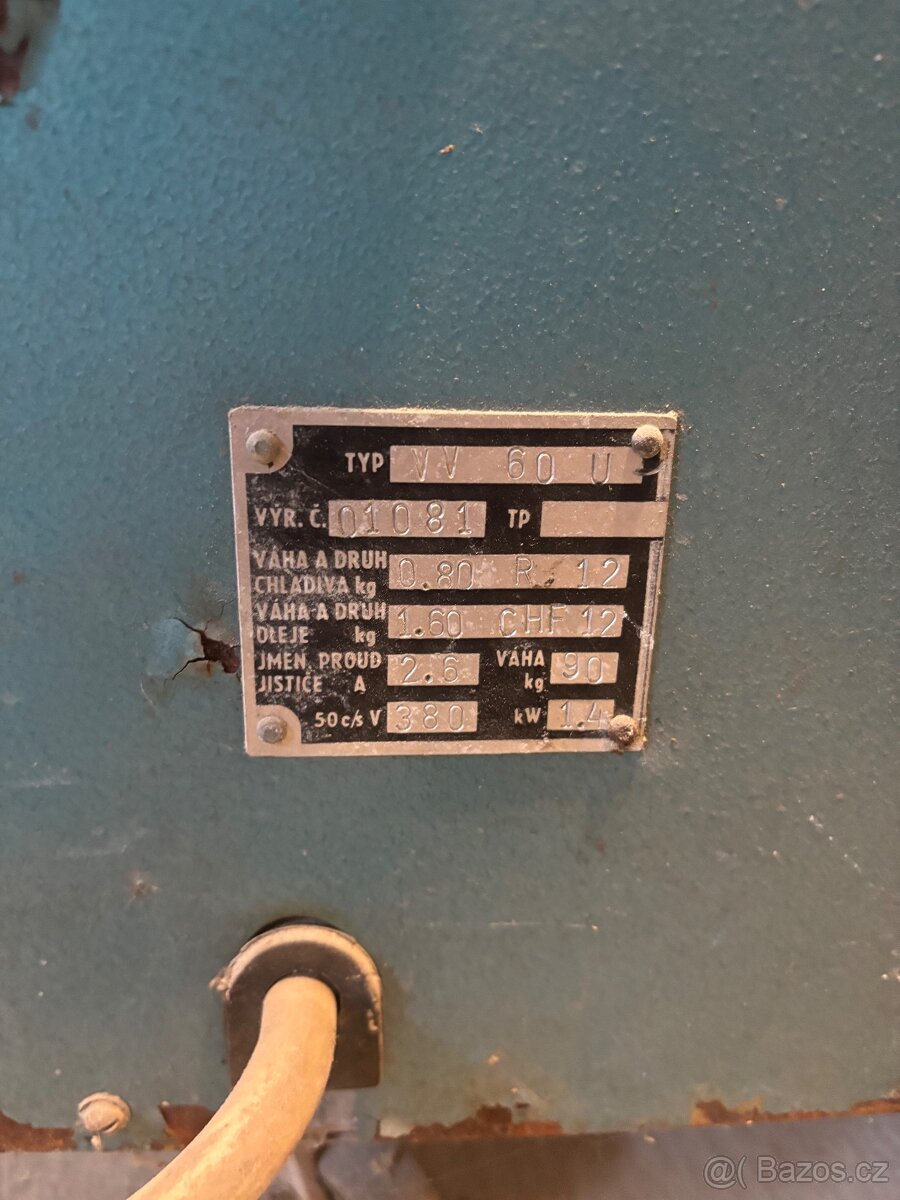 TYP VV 60 U
VÝR. Č. 01081 TP
VÁHA A DRUH
CHLADIVA kg 0.80 R 12
VÁHA A DRUH
OLEJE kg 1.60 CHF 12
JMEN. PROUD
JISTIČE A 2.6 VÁHA kg 90
50 c/s V 380 kW 1.4
@( Bazos.cz